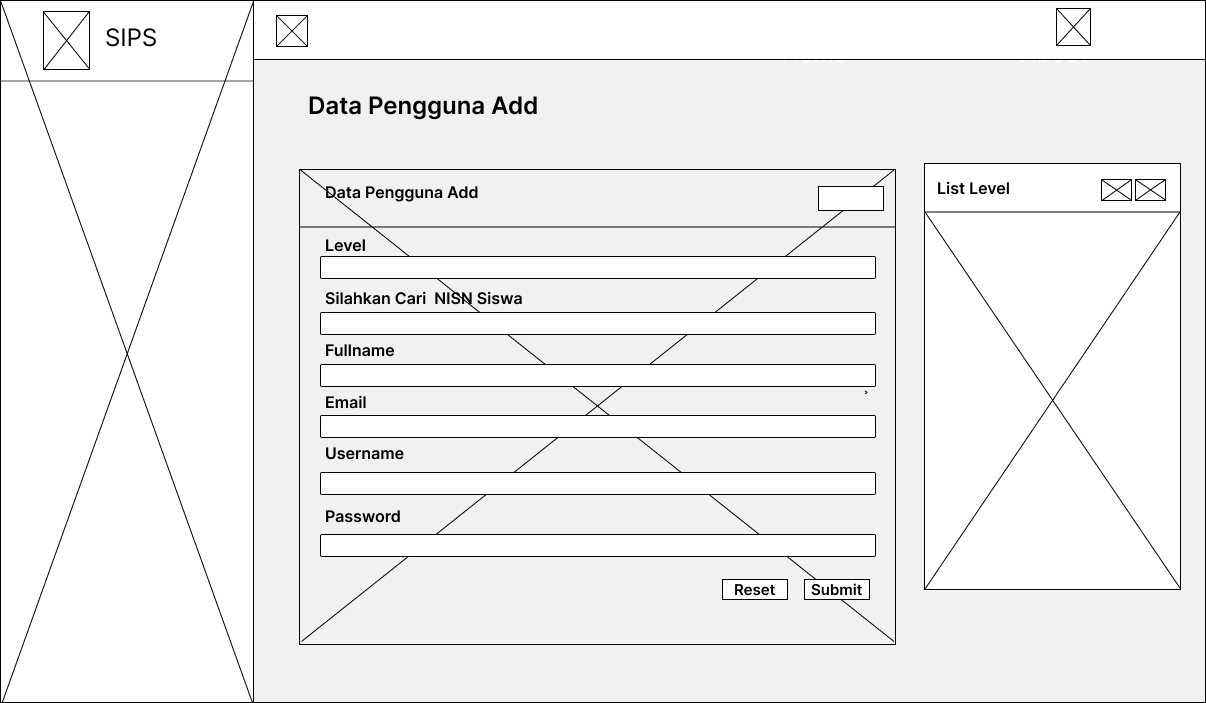 SIPS
Data Pengguna Add
Data Pengguna Add
List Level
Level
Silahkan Cari NISN Siswa
Fullname
Email
Username
Password
Reset
Submit